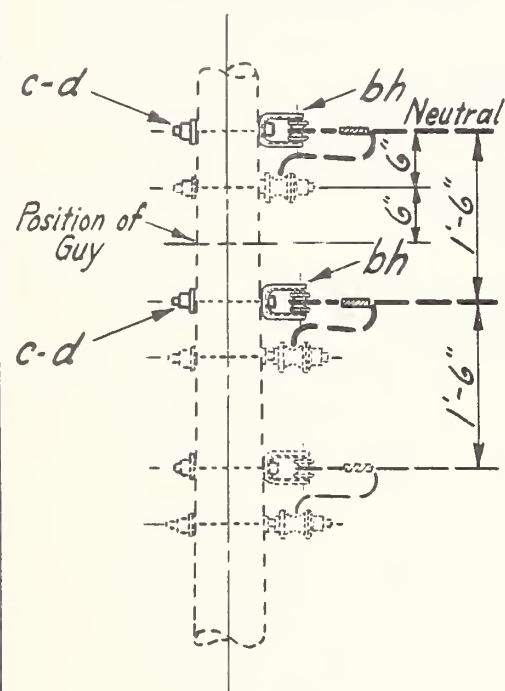 c-d
bh
Neutral
6"
6"
1'-6"
Position of
Guy
bh
c-d
1'-6"